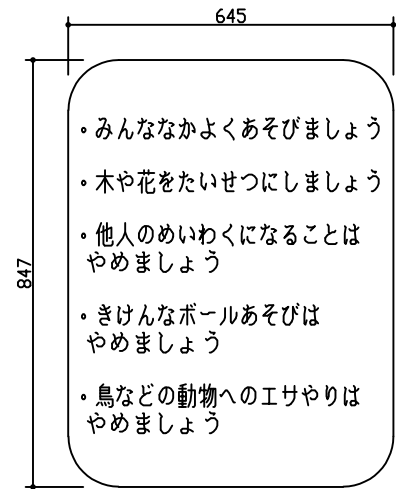 645
847
・みんななかよくあそびましょう
・木や花をたいせつにしましょう
・他人のめいわくになることは
やめましょう
・きけんなボールあそびは
やめましょう
・鳥などの動物へのエサやりは
やめましょう